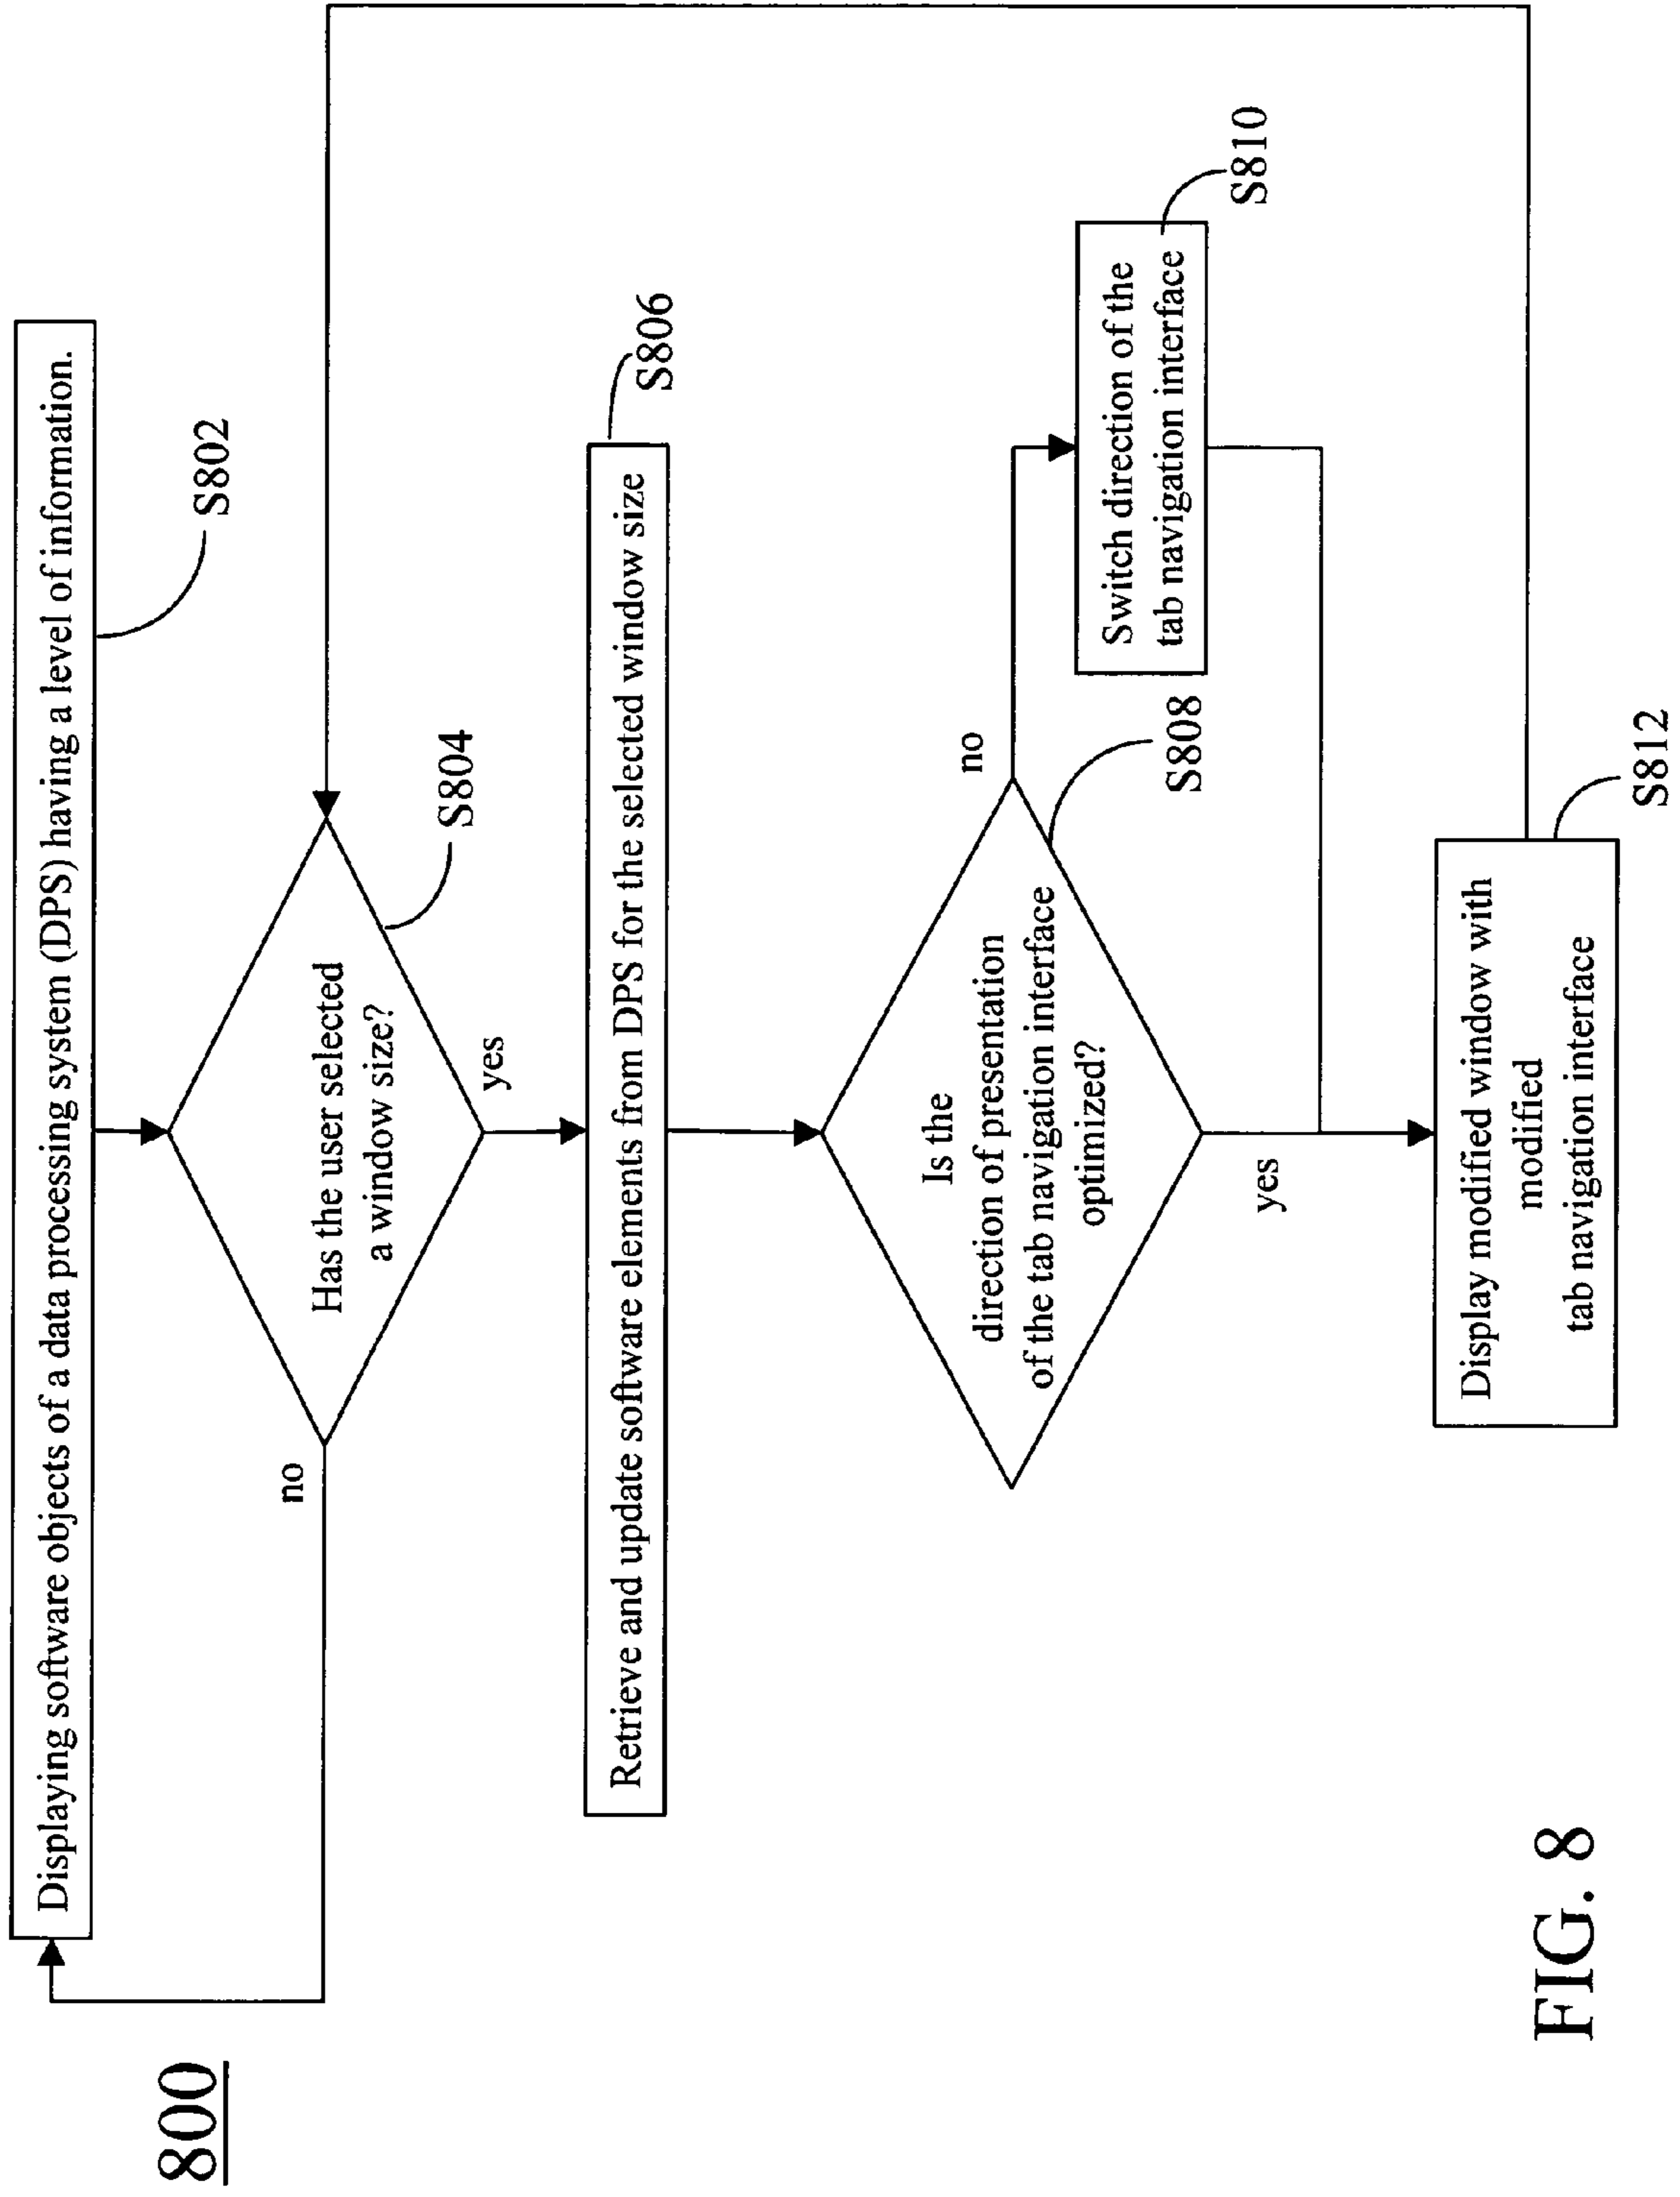 800
Displaying software objects of a data processing system (DPS) having a level of information.
S802
Has the user selected
a window size?
S804
no
yes
Retrieve and update software elements from DPS for the selected window size
S806
Is the
direction of presentation
of the tab navigation interface
optimized?
S808
no
yes
Switch direction of the
tab navigation interface
S810
Display modified window with
modified
tab navigation interface
S812
FIG. 8